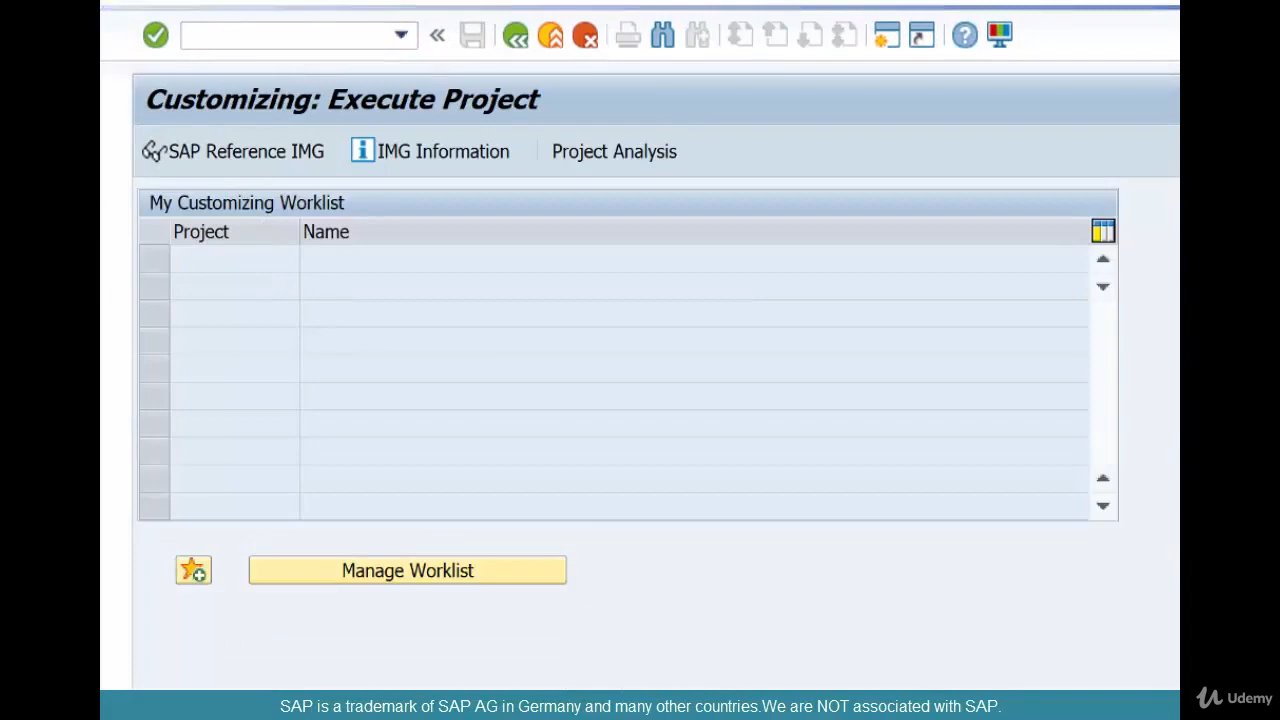 Customizing: Execute Project
SAP Reference IMG IMG Information Project Analysis
My Customizing Worklist
Project Name
Manage Worklist
SAP is a trademark of SAP AG in Germany and many other countries.We are NOT associated with SAP.
Udemy